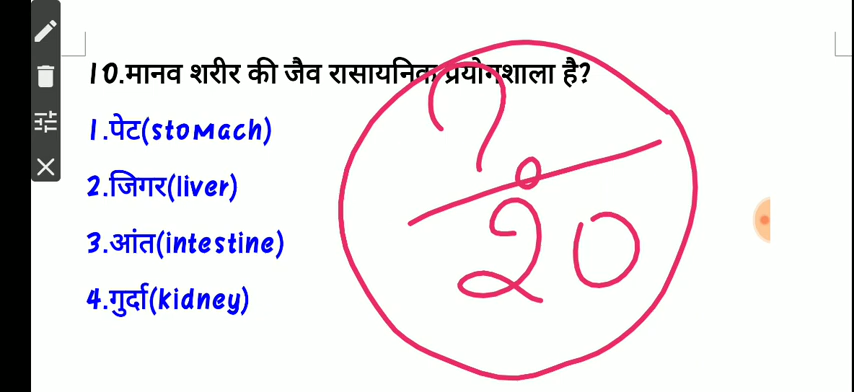 10.मानव शरीर की जैव रासायनिक प्रयोगशाला है?
1.पेट(stomach)
2.जिगर(liver)
3.आंत(intestine)
4.गुर्दा(kidney)
?
20